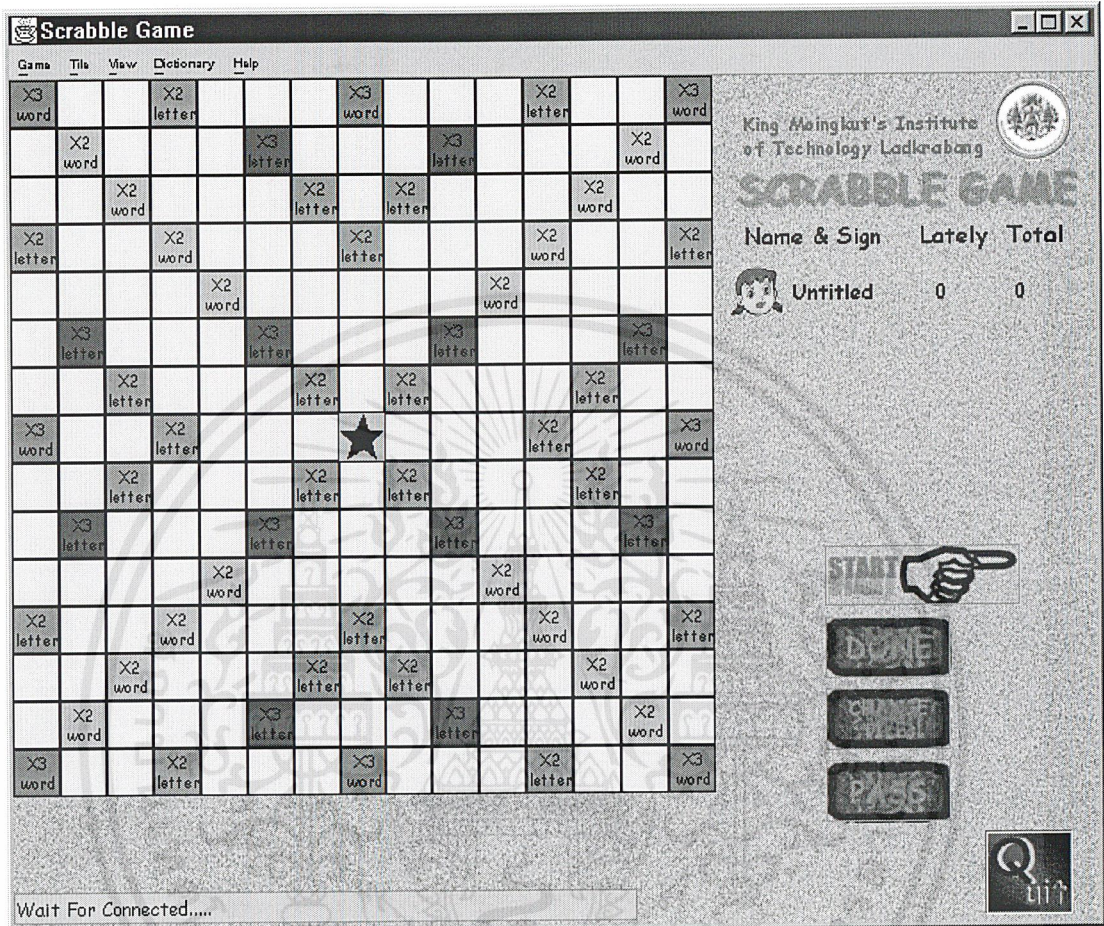 Scrabble Game
Game Tile View Dictionary Help
X3 word X2 letter X3 word X2 letter X3 word
X2 word X3 letter X3 letter X2 word
X2 word X2 letter X2 letter X2 word
X2 letter X2 word X2 letter X2 word X2 letter
X2 word X2 word
X3 letter X3 letter X3 letter X3 letter
X2 letter X2 letter X2 letter X2 letter
X3 word X2 letter X2 letter X3 word
X2 letter X2 letter X2 letter X2 letter
X3 letter X3 letter X3 letter X3 letter
X2 word X2 word
X2 letter X2 word X2 letter X2 word X2 letter
X2 word X2 letter X2 letter X2 word
X2 word X3 letter X3 letter X2 word
X3 word X2 letter X3 word X2 letter X3 word
King Moingkut's Institute
of Technology Ladkrabang
SCRABBLE GAME
Name & Sign Lately Total
Untitled 0 0
START
DONE
PASS
Quit
Wait For Connected.....